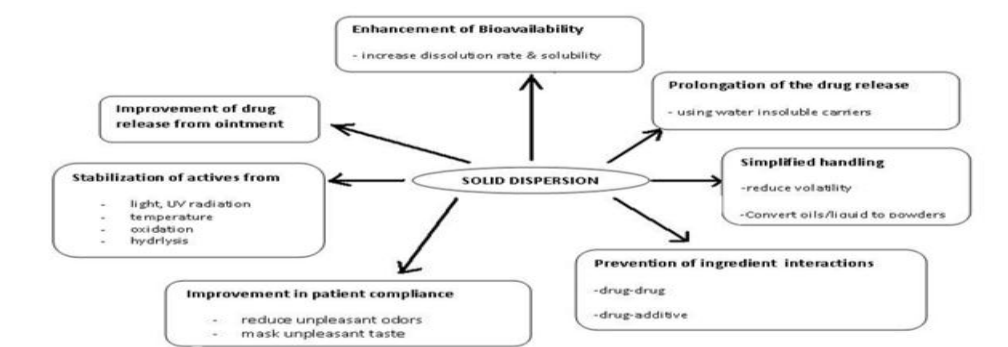 Enhancement of Bioavailability
- increase dissolution rate & solubility
Prolongation of the drug release
- using water insoluble carriers
Improvement of drug
release from ointment
Simplified handling
-reduce volatility
-Convert oils/liquid to powders
Stabilization of actives from
- light, UV radiation
- temperature
- oxidation
- hydrlysis
SOLID DISPERSION
Prevention of ingredient interactions
-drug-drug
-drug-additive
Improvement in patient compliance
- reduce unpleasant odors
- mask unpleasant taste